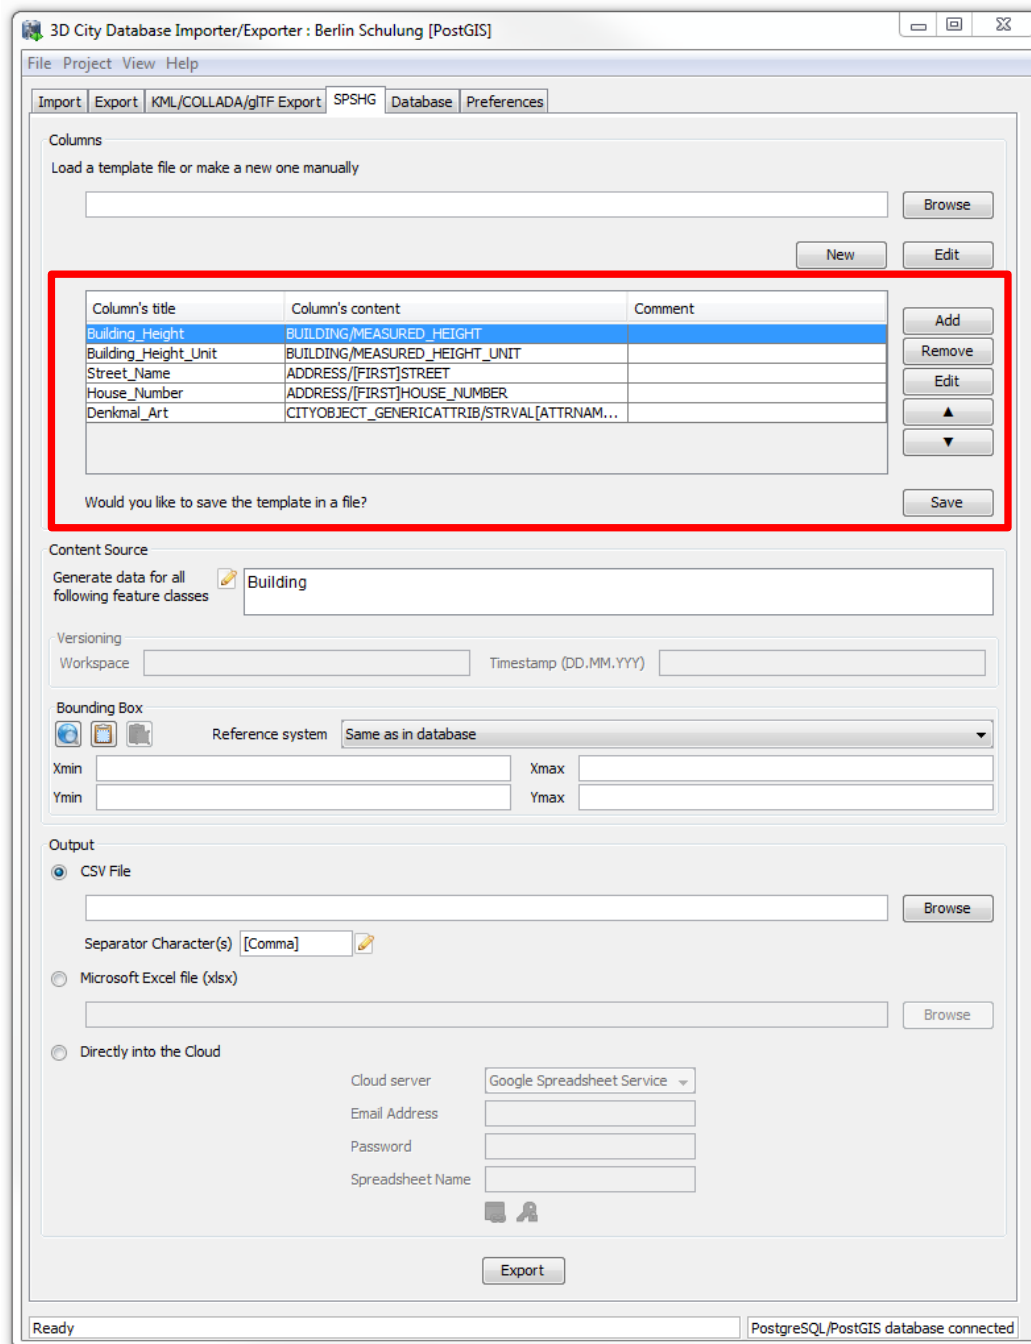 3D City Database Importer/Exporter : Berlin Schulung [PostGIS]
File Project View Help
Import Export KML/COLLADA/glTF Export SPSHG Database Preferences
Columns
Load a template file or make a new one manually
Browse
New Edit
Column's title Column's content Comment
Building_Height BUILDING/MEASURED_HEIGHT
Building_Height_Unit BUILDING/MEASURED_HEIGHT_UNIT
Street_Name ADDRESS/[FIRST]STREET
House_Number ADDRESS/[FIRST]HOUSE_NUMBER
Denkmal_Art CITYOBJECT_GENERICATTRIB/STRVAL[ATTRNAM...
Add
Remove
Edit
▲
▼
Would you like to save the template in a file? Save
Content Source
Generate data for all
following feature classes
Building
Versioning
Workspace Timestamp (DD.MM.YYY)
Bounding Box
Reference system Same as in database
Xmin Xmax
Ymin Ymax
Output
CSV File
Browse
Separator Character(s) [Comma]
Microsoft Excel file (xlsx)
Browse
Directly into the Cloud
Cloud server Google Spreadsheet Service
Email Address
Password
Spreadsheet Name
Export
Ready PostgreSQL/PostGIS database connected